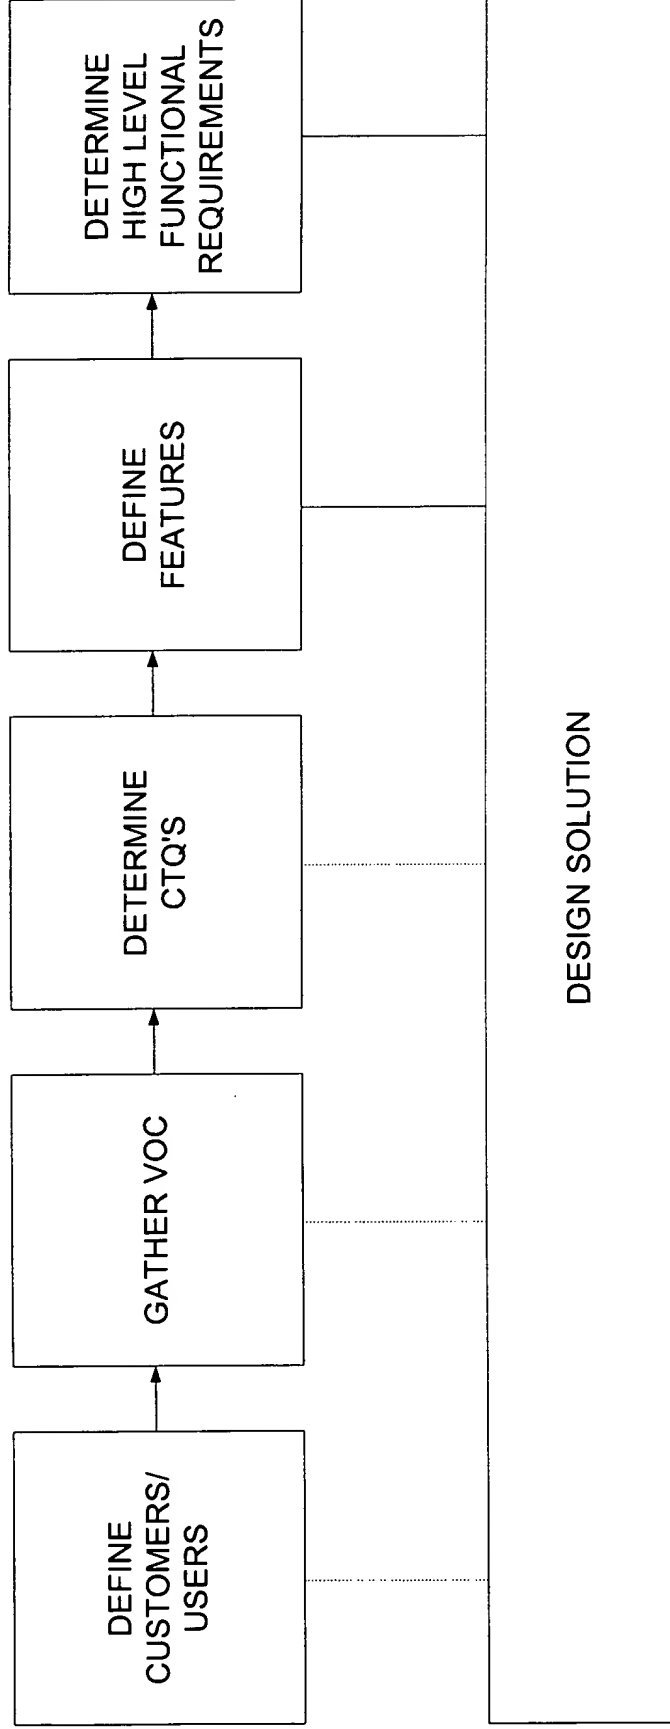 DEFINE
CUSTOMERS/
USERS
GATHER VOC
DETERMINE
CTQ'S
DEFINE
FEATURES
DETERMINE
HIGH LEVEL
FUNCTIONAL
REQUIREMENTS
DESIGN SOLUTION